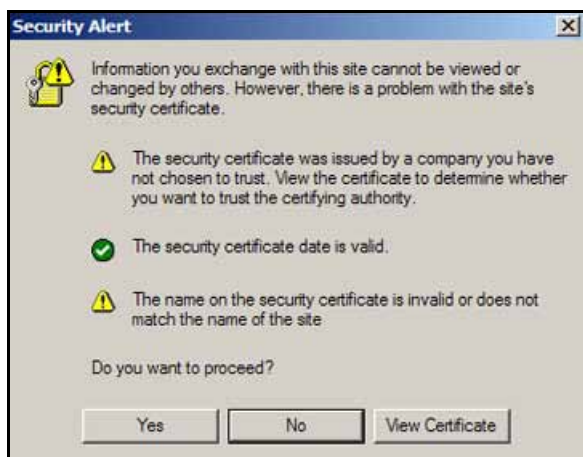 Security Alert
Information you exchange with this site cannot be viewed or
changed by others. However, there is a problem with the site's
security certificate.
The security certificate was issued by a company you have
not chosen to trust. View the certificate to determine whether
you want to trust the certifying authority.
The security certificate date is valid.
The name on the security certificate is invalid or does not
match the name of the site
Do you want to proceed?
Yes No View Certificate